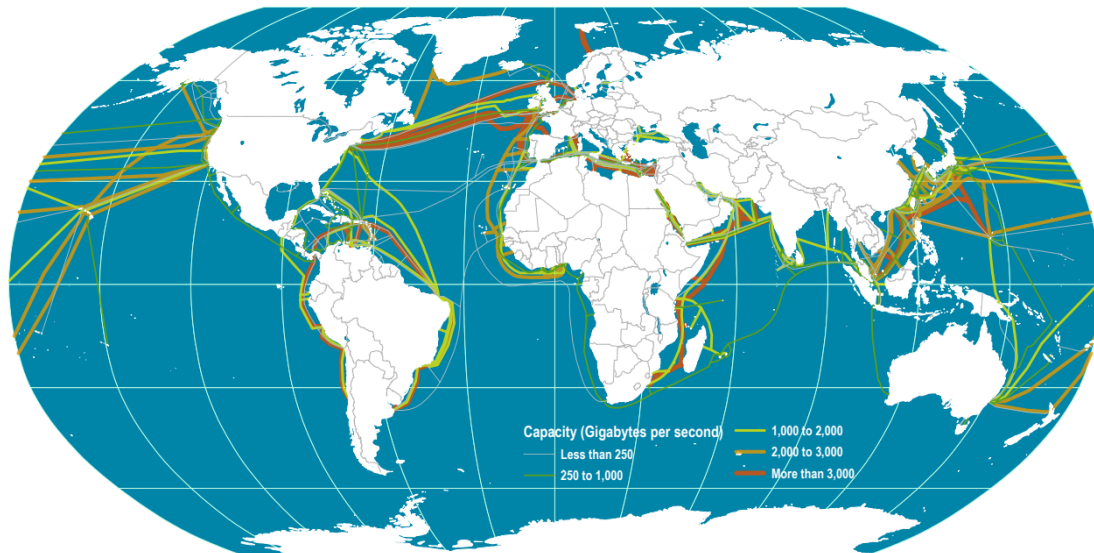 Capacity (Gigabytes per second)
Less than 250
250 to 1,000
1,000 to 2,000
2,000 to 3,000
More than 3,000